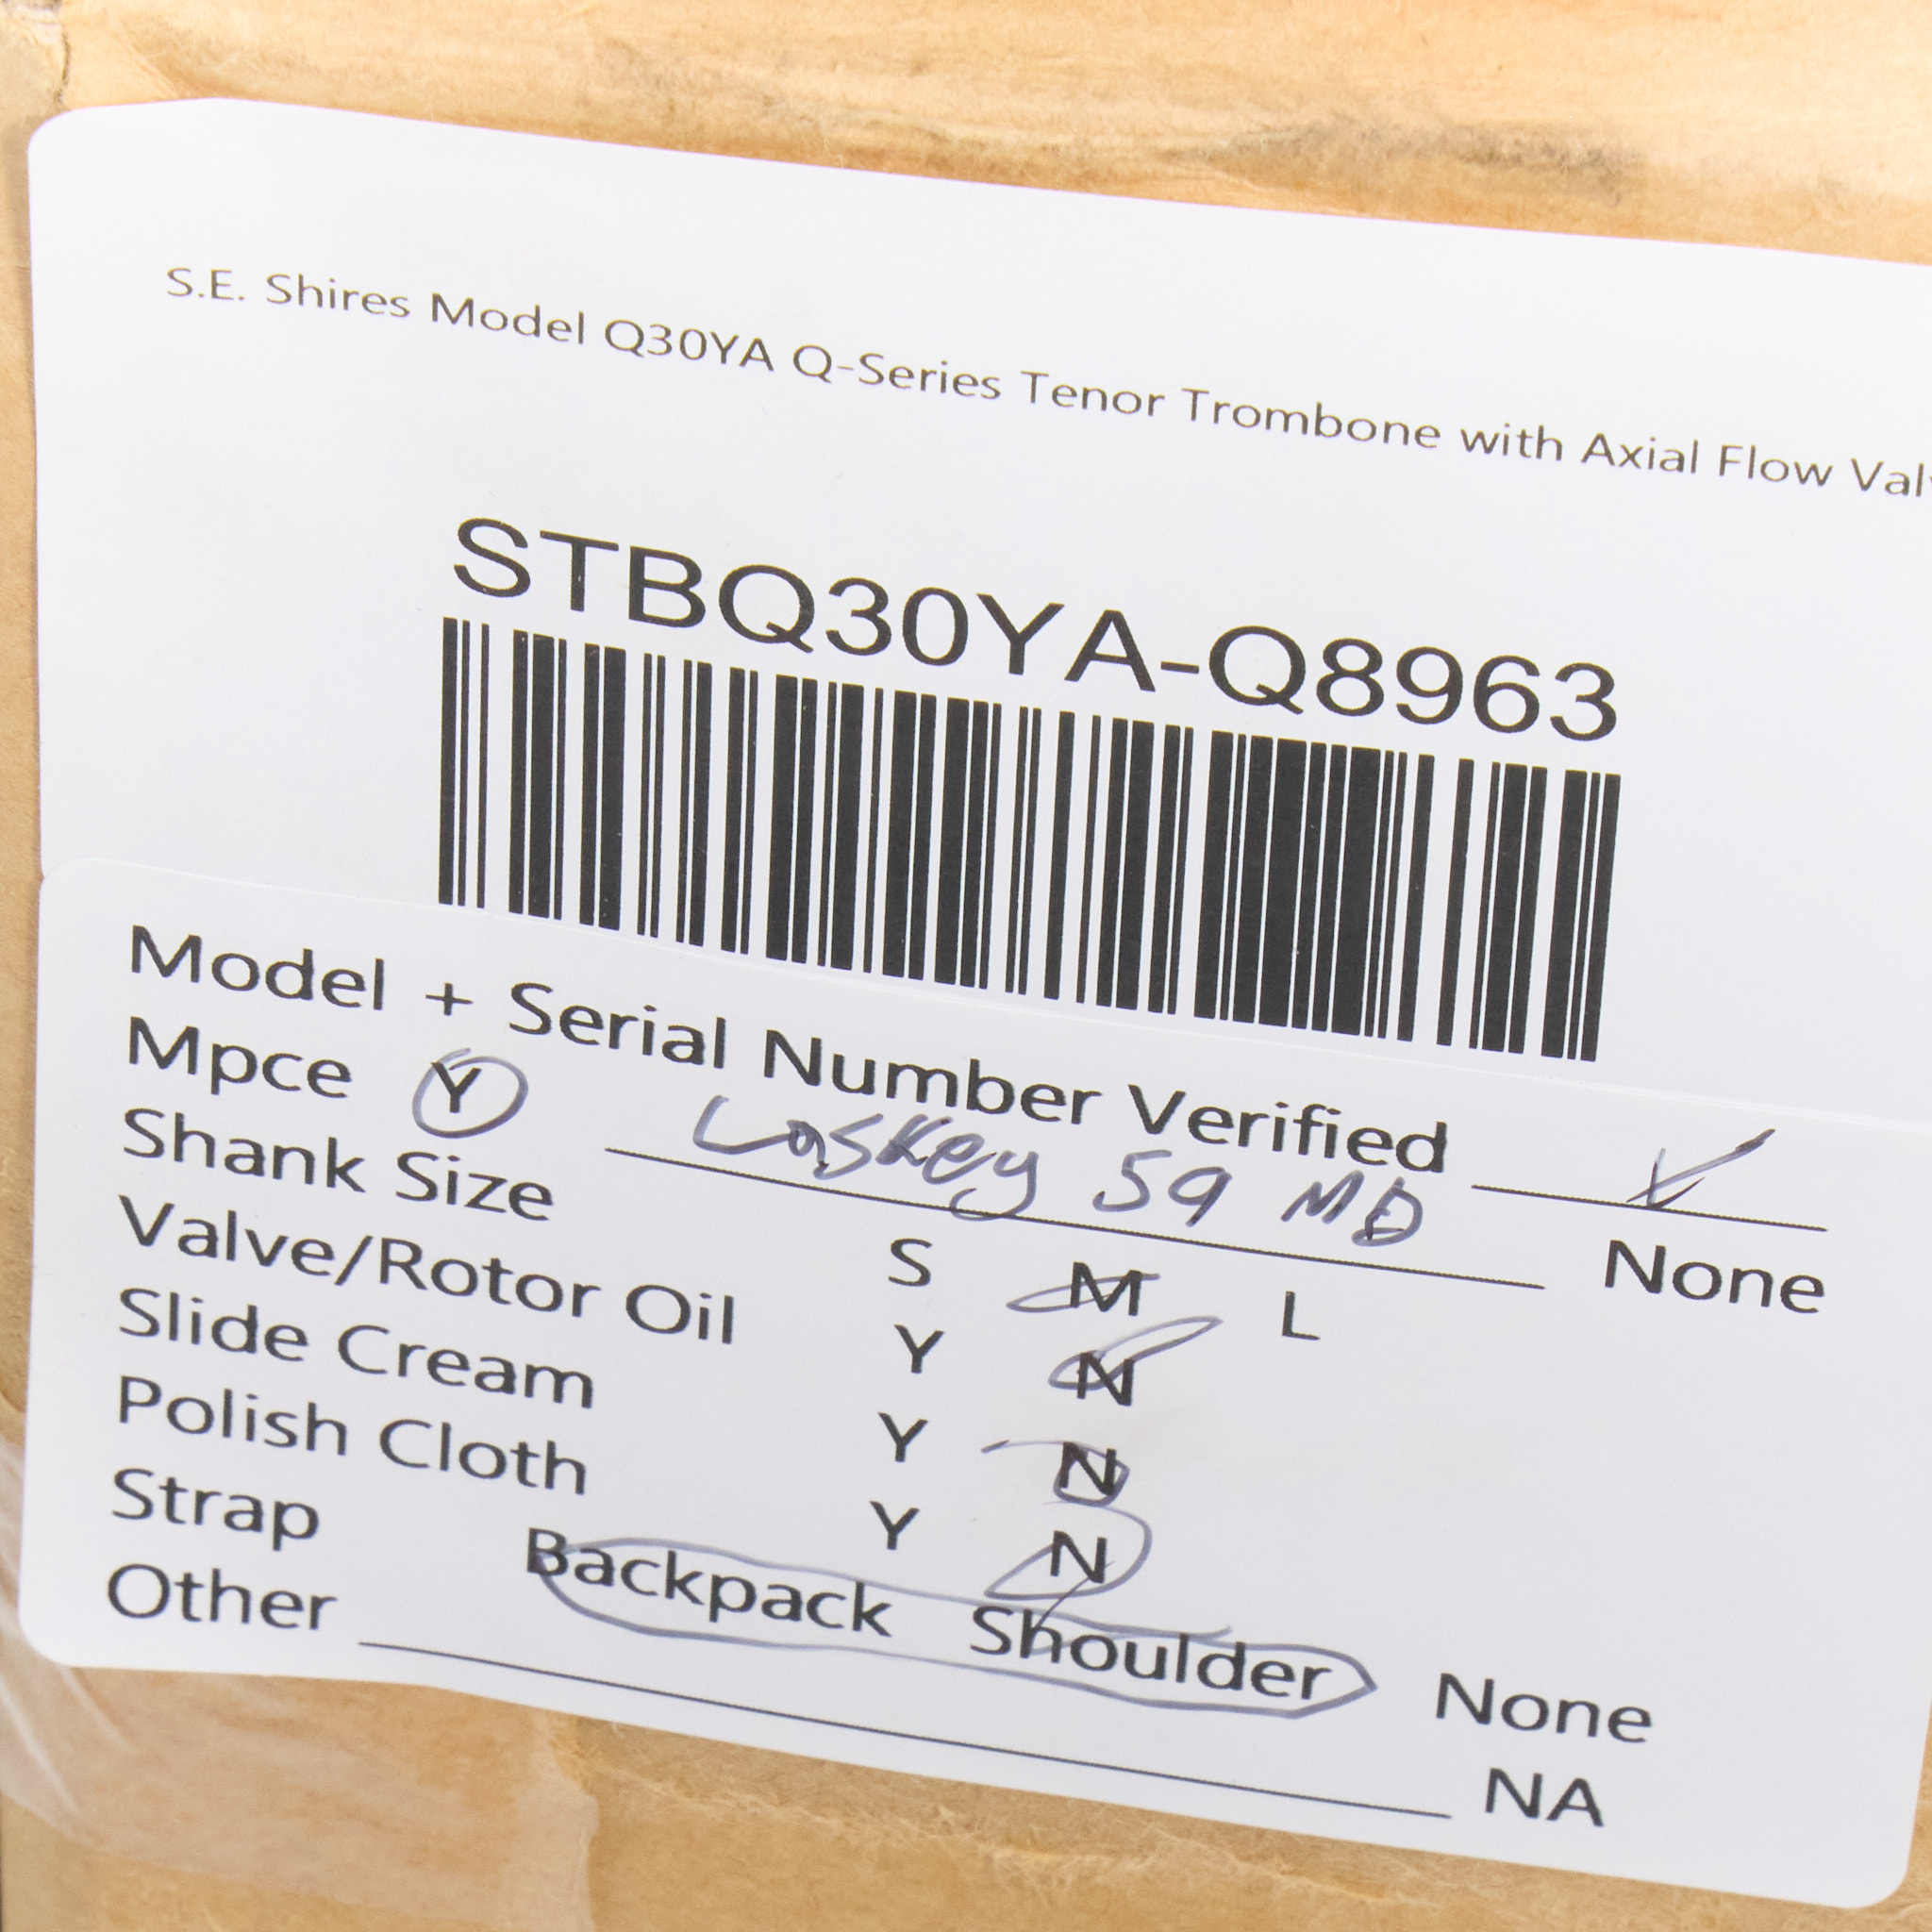 S.E. Shires Model Q30YA Q-Series Tenor Trombone with Axial Flow
STBQ30YA-Q8963
Model + Serial Number Verified ✓
Mpce Y Laskey 59 MD None
Shank Size S M L
Valve/Rotor Oil Y N
Slide Cream Y N
Polish Cloth Y N
Strap Backpack Shoulder None
Other NA